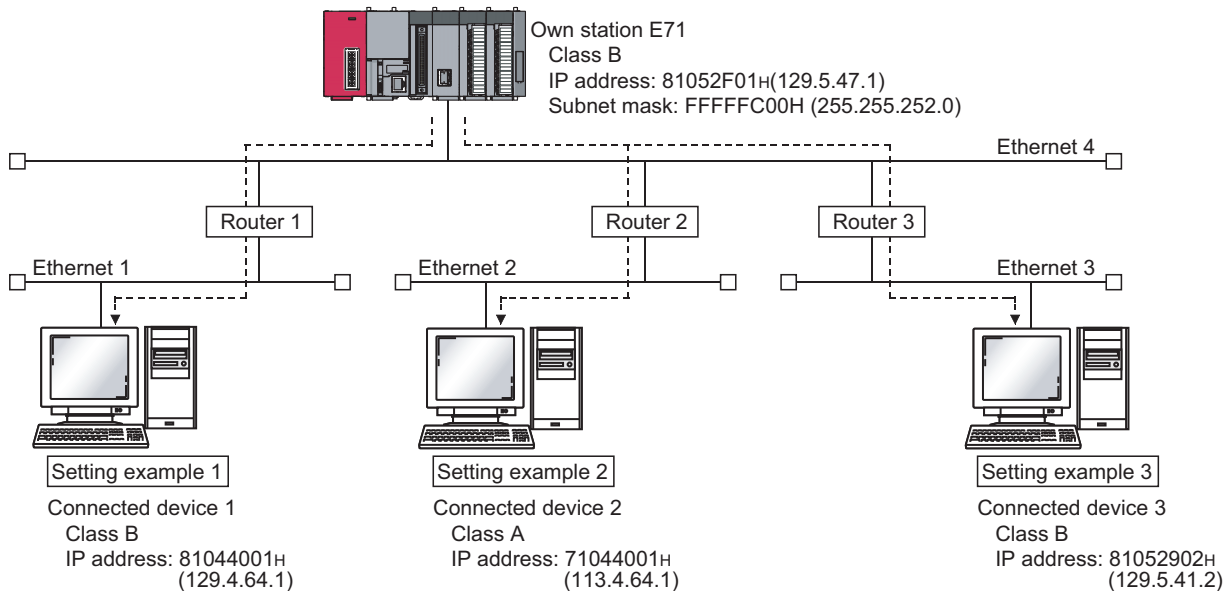 Own station E71
Class B
IP address: 81052F01H(129.5.47.1)
Subnet mask: FFFFFC00H (255.255.252.0)
Ethernet 4
Router 1
Router 2
Router 3
Ethernet 1
Ethernet 2
Ethernet 3
Setting example 1
Connected device 1
Class B
IP address: 81044001H
(129.4.64.1)
Setting example 2
Connected device 2
Class A
IP address: 71044001H
(113.4.64.1)
Setting example 3
Connected device 3
Class B
IP address: 81052902H
(129.5.41.2)